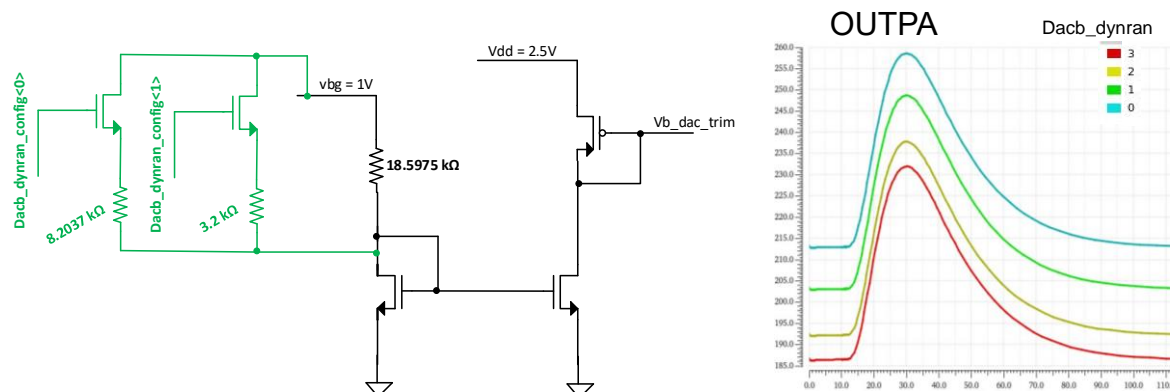 Dacb_dynran_config<0>
Dacb_dynran_config<1>
8.2037 kΩ
3.2 kΩ
vbg = 1V
18.5975 kΩ
Vdd = 2.5V
Vb_dac_trim
OUTPA
Dacb_dynran
3
2
1
0
260.0
255.0
250.0
245.0
240.0
235.0
230.0
225.0
220.0
215.0
210.0
205.0
200.0
195.0
190.0
185.0
0.0 10.0 20.0 30.0 40.0 50.0 60.0 70.0 80.0 90.0 100.0